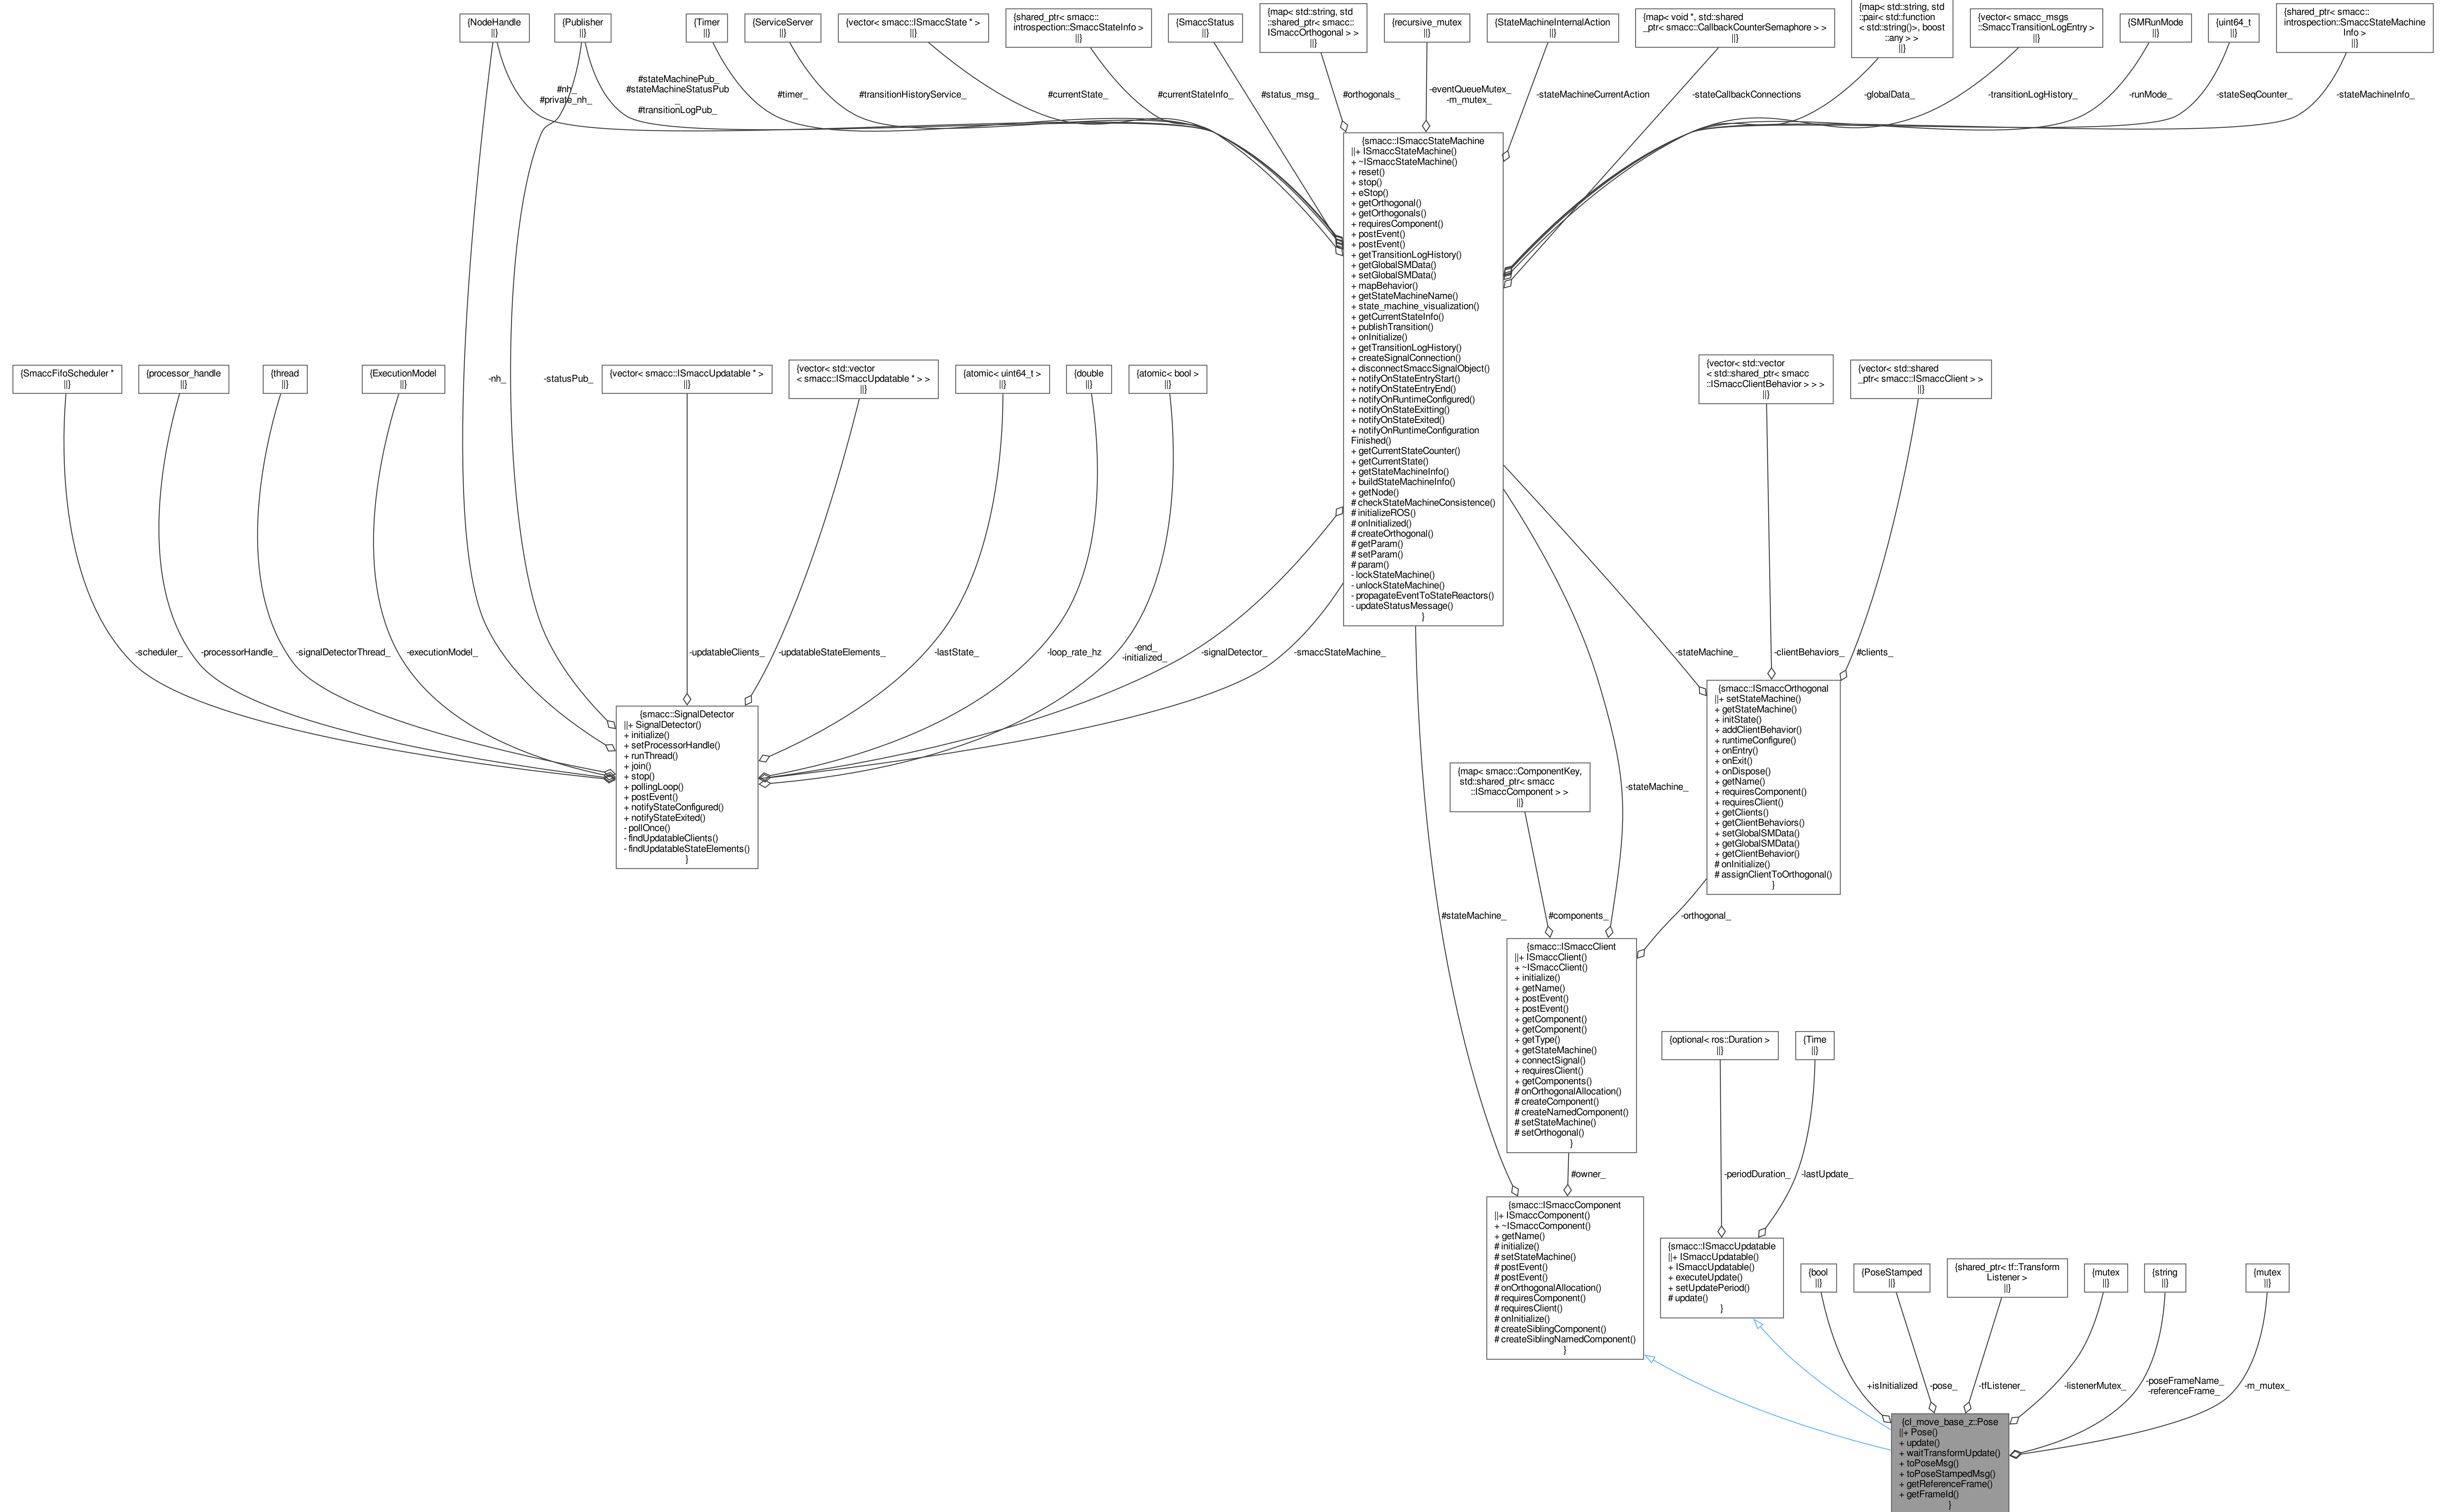 {NodeHandle
||}
{Publisher
||}
{Timer
||}
{ServiceServer
||}
{vector< smacc::ISmaccState * >
||}
{shared_ptr< smacc::
introspection::SmaccStateInfo >
||}
{SmaccStatus
||}
{map< std::string, std
::shared_ptr< smacc::
ISmaccOrthogonal > >
||}
{recursive_mutex
||}
{StateMachineInternalAction
||}
{map< void *, std::shared
_ptr< smacc::CallbackCounterSemaphore > >
||}
{map< std::string, std
::pair< std::function
< std::string()>, boost
::any > >
||}
{vector< smacc_msgs
::SmaccTransitionLogEntry >
||}
{SMRunMode
||}
{uint64_t
||}
{shared_ptr< smacc::
introspection::SmaccStateMachine
Info >
||}
#nh_
#private_nh_
#stateMachinePub_
#stateMachineStatusPub
_
#transitionLogPub_
#timer_
#transitionHistoryService_
#currentState_
#currentStateInfo_
#status_msg_
#orthogonals_
-eventQueueMutex_
-m_mutex_
-stateMachineCurrentAction
-stateCallbackConnections
-globalData_
-transitionLogHistory_
-runMode_
-stateSeqCounter_
-stateMachineInfo_
{smacc::ISmaccStateMachine
||+ ISmaccStateMachine()
+ ~ISmaccStateMachine()
+ reset()
+ stop()
+ eStop()
+ getOrthogonal()
+ getOrthogonals()
+ requiresComponent()
+ postEvent()
+ postEvent()
+ getTransitionLogHistory()
+ getGlobalSMData()
+ setGlobalSMData()
+ mapBehavior()
+ getStateMachineName()
+ state_machine_visualization()
+ getCurrentStateInfo()
+ publishTransition()
+ onInitialize()
+ getTransitionLogHistory()
+ createSignalConnection()
+ disconnectSmaccSignalObject()
+ notifyOnStateEntryStart()
+ notifyOnStateEntryEnd()
+ notifyOnRuntimeConfigured()
+ notifyOnStateExitting()
+ notifyOnStateExited()
+ notifyOnRuntimeConfiguration
Finished()
+ getCurrentStateCounter()
+ getCurrentState()
+ getStateMachineInfo()
+ buildStateMachineInfo()
+ getNode()
# checkStateMachineConsistence()
# initializeROS()
# onInitialized()
# createOrthogonal()
# getParam()
# setParam()
# param()
- lockStateMachine()
- unlockStateMachine()
- propagateEventToStateReactors()
- updateStatusMessage()
}
{SmaccFifoScheduler *
||}
{processor_handle
||}
{thread
||}
{ExecutionModel
||}
-nh_
-statusPub_
{vector< smacc::ISmaccUpdatable * >
||}
{vector< std::vector
< smacc::ISmaccUpdatable * > >
||}
{atomic< uint64_t >
||}
{double
||}
{atomic< bool >
||}
{vector< std::vector
< std::shared_ptr< smacc
::ISmaccClientBehavior > > >
||}
{vector< std::shared
_ptr< smacc::ISmaccClient > >
||}
-scheduler_
-processorHandle_
-signalDetectorThread_
-executionModel_
-updatableClients_
-updatableStateElements_
-lastState_
-loop_rate_hz
-end_
-initialized_
-signalDetector_
-smaccStateMachine_
-stateMachine_
-clientBehaviors_
#clients_
{smacc::SignalDetector
||+ SignalDetector()
+ initialize()
+ setProcessorHandle()
+ runThread()
+ join()
+ stop()
+ pollingLoop()
+ postEvent()
+ notifyStateConfigured()
+ notifyStateExited()
- pollOnce()
- findUpdatableClients()
- findUpdatableStateElements()
}
{smacc::ISmaccOrthogonal
||+ setStateMachine()
+ getStateMachine()
+ initState()
+ addClientBehavior()
+ runtimeConfigure()
+ onEntry()
+ onExit()
+ onDispose()
+ getName()
+ requiresComponent()
+ requiresClient()
+ getClients()
+ getClientBehaviors()
+ setGlobalSMData()
+ getGlobalSMData()
+ getClientBehavior()
# onInitialize()
# assignClientToOrthogonal()
}
{map< smacc::ComponentKey,
std::shared_ptr< smacc
::ISmaccComponent > >
||}
-stateMachine_
#stateMachine_
#components_
-orthogonal_
{smacc::ISmaccClient
||+ ISmaccClient()
+ ~ISmaccClient()
+ initialize()
+ getName()
+ postEvent()
+ postEvent()
+ getComponent()
+ getComponent()
+ getType()
+ getStateMachine()
+ connectSignal()
+ requiresClient()
+ getComponents()
# onOrthogonalAllocation()
# createComponent()
# createNamedComponent()
# setStateMachine()
# setOrthogonal()
}
{optional< ros::Duration >
||}
{Time
||}
#owner_
-periodDuration_
-lastUpdate_
{smacc::ISmaccComponent
||+ ISmaccComponent()
+ ~ISmaccComponent()
+ getName()
# initialize()
# setStateMachine()
# postEvent()
# postEvent()
# onOrthogonalAllocation()
# requiresComponent()
# requiresClient()
# onInitialize()
# createSiblingComponent()
# createSiblingNamedComponent()
}
{smacc::ISmaccUpdatable
||+ ISmaccUpdatable()
+ ISmaccUpdatable()
+ executeUpdate()
+ setUpdatePeriod()
# update()
}
{bool
||}
{PoseStamped
||}
{shared_ptr< tf::Transform
Listener >
||}
{mutex
||}
{string
||}
{mutex
||}
+isInitialized
-pose_
-tfListener_
-listenerMutex_
-poseFrameName_
-referenceFrame_
-m_mutex_
{cl_move_base_z::Pose
||+ Pose()
+ update()
+ waitTransformUpdate()
+ toPoseMsg()
+ toPoseStampedMsg()
+ getReferenceFrame()
+ getFrameId()
}